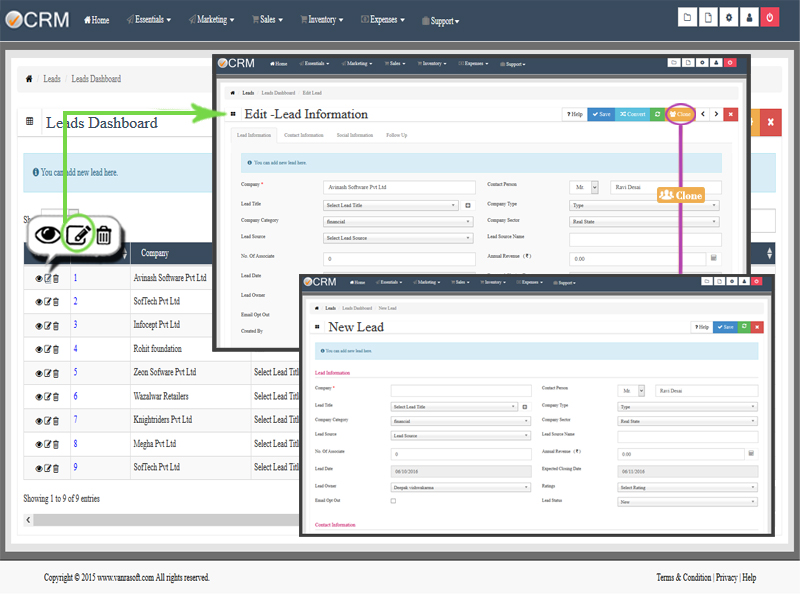 CRM Home Essentials Marketing Sales Inventory Expenses Support
Leads / Leads Dashboard
Leads Dashboard
You can add new lead here.
Company
1 Avinash Software Pvt Ltd
2 SofTech Pvt Ltd
3 Infocept Pvt Ltd
4 Rohit foundation
5 Zeon Sofware Pvt Ltd Select Lead Titl
6 Wazalwar Retailers Select Lead Titl
7 Knightriders Pvt Ltd Select Lead Titl
8 Megha Pvt Ltd Select Lead Titl
9 SofTech Pvt Ltd Select Lead Titl
Showing 1 to 9 of 9 entries
CRM Home Essentials Marketing Sales Inventory Expenses Support
Leads Leads Dashboard Edit Lead
Edit -Lead Information
? Help Save Convert Clone
Lead Information Contact Information Social Information Follow Up
You can add new lead here.
Company * Avinash Software Pvt Ltd Contact Person Mr. Ravi Desai
Clone
Lead Title Select Lead Title Company Type Type
Company Category financial Company Sector Real State
Lead Source Select Lead Source Lead Source Name
No. Of Associate 0 Annual Revenue (₹) 0.00
Lead Date
Lead Owner
Email Opt Out
Created By
CRM Home Essentials Marketing Sales Inventory Expenses Support
Leads Leads Dashboard New Lead
New Lead
? Help Save
You can add new lead here
Lead Information
Company * Contact Person Mr. Ravi Desai
Lead Title Select Lead Title Company Type Type
Company Category financial Company Sector Real State
Lead Source Lead Source Lead Source Name
No. Of Associate 0 Annual Revenue (₹) 0.00
Lead Date 06/10/2016 Expected Closing Date 06/11/2016
Lead Owner Deepak vishwakarma Ratings Select Rating
Email Opt Out Lead Status New
Contact Information
Copyright © 2015 www.vanrasoft.com All rights reserved.
Terms & Condition | Privacy | Help